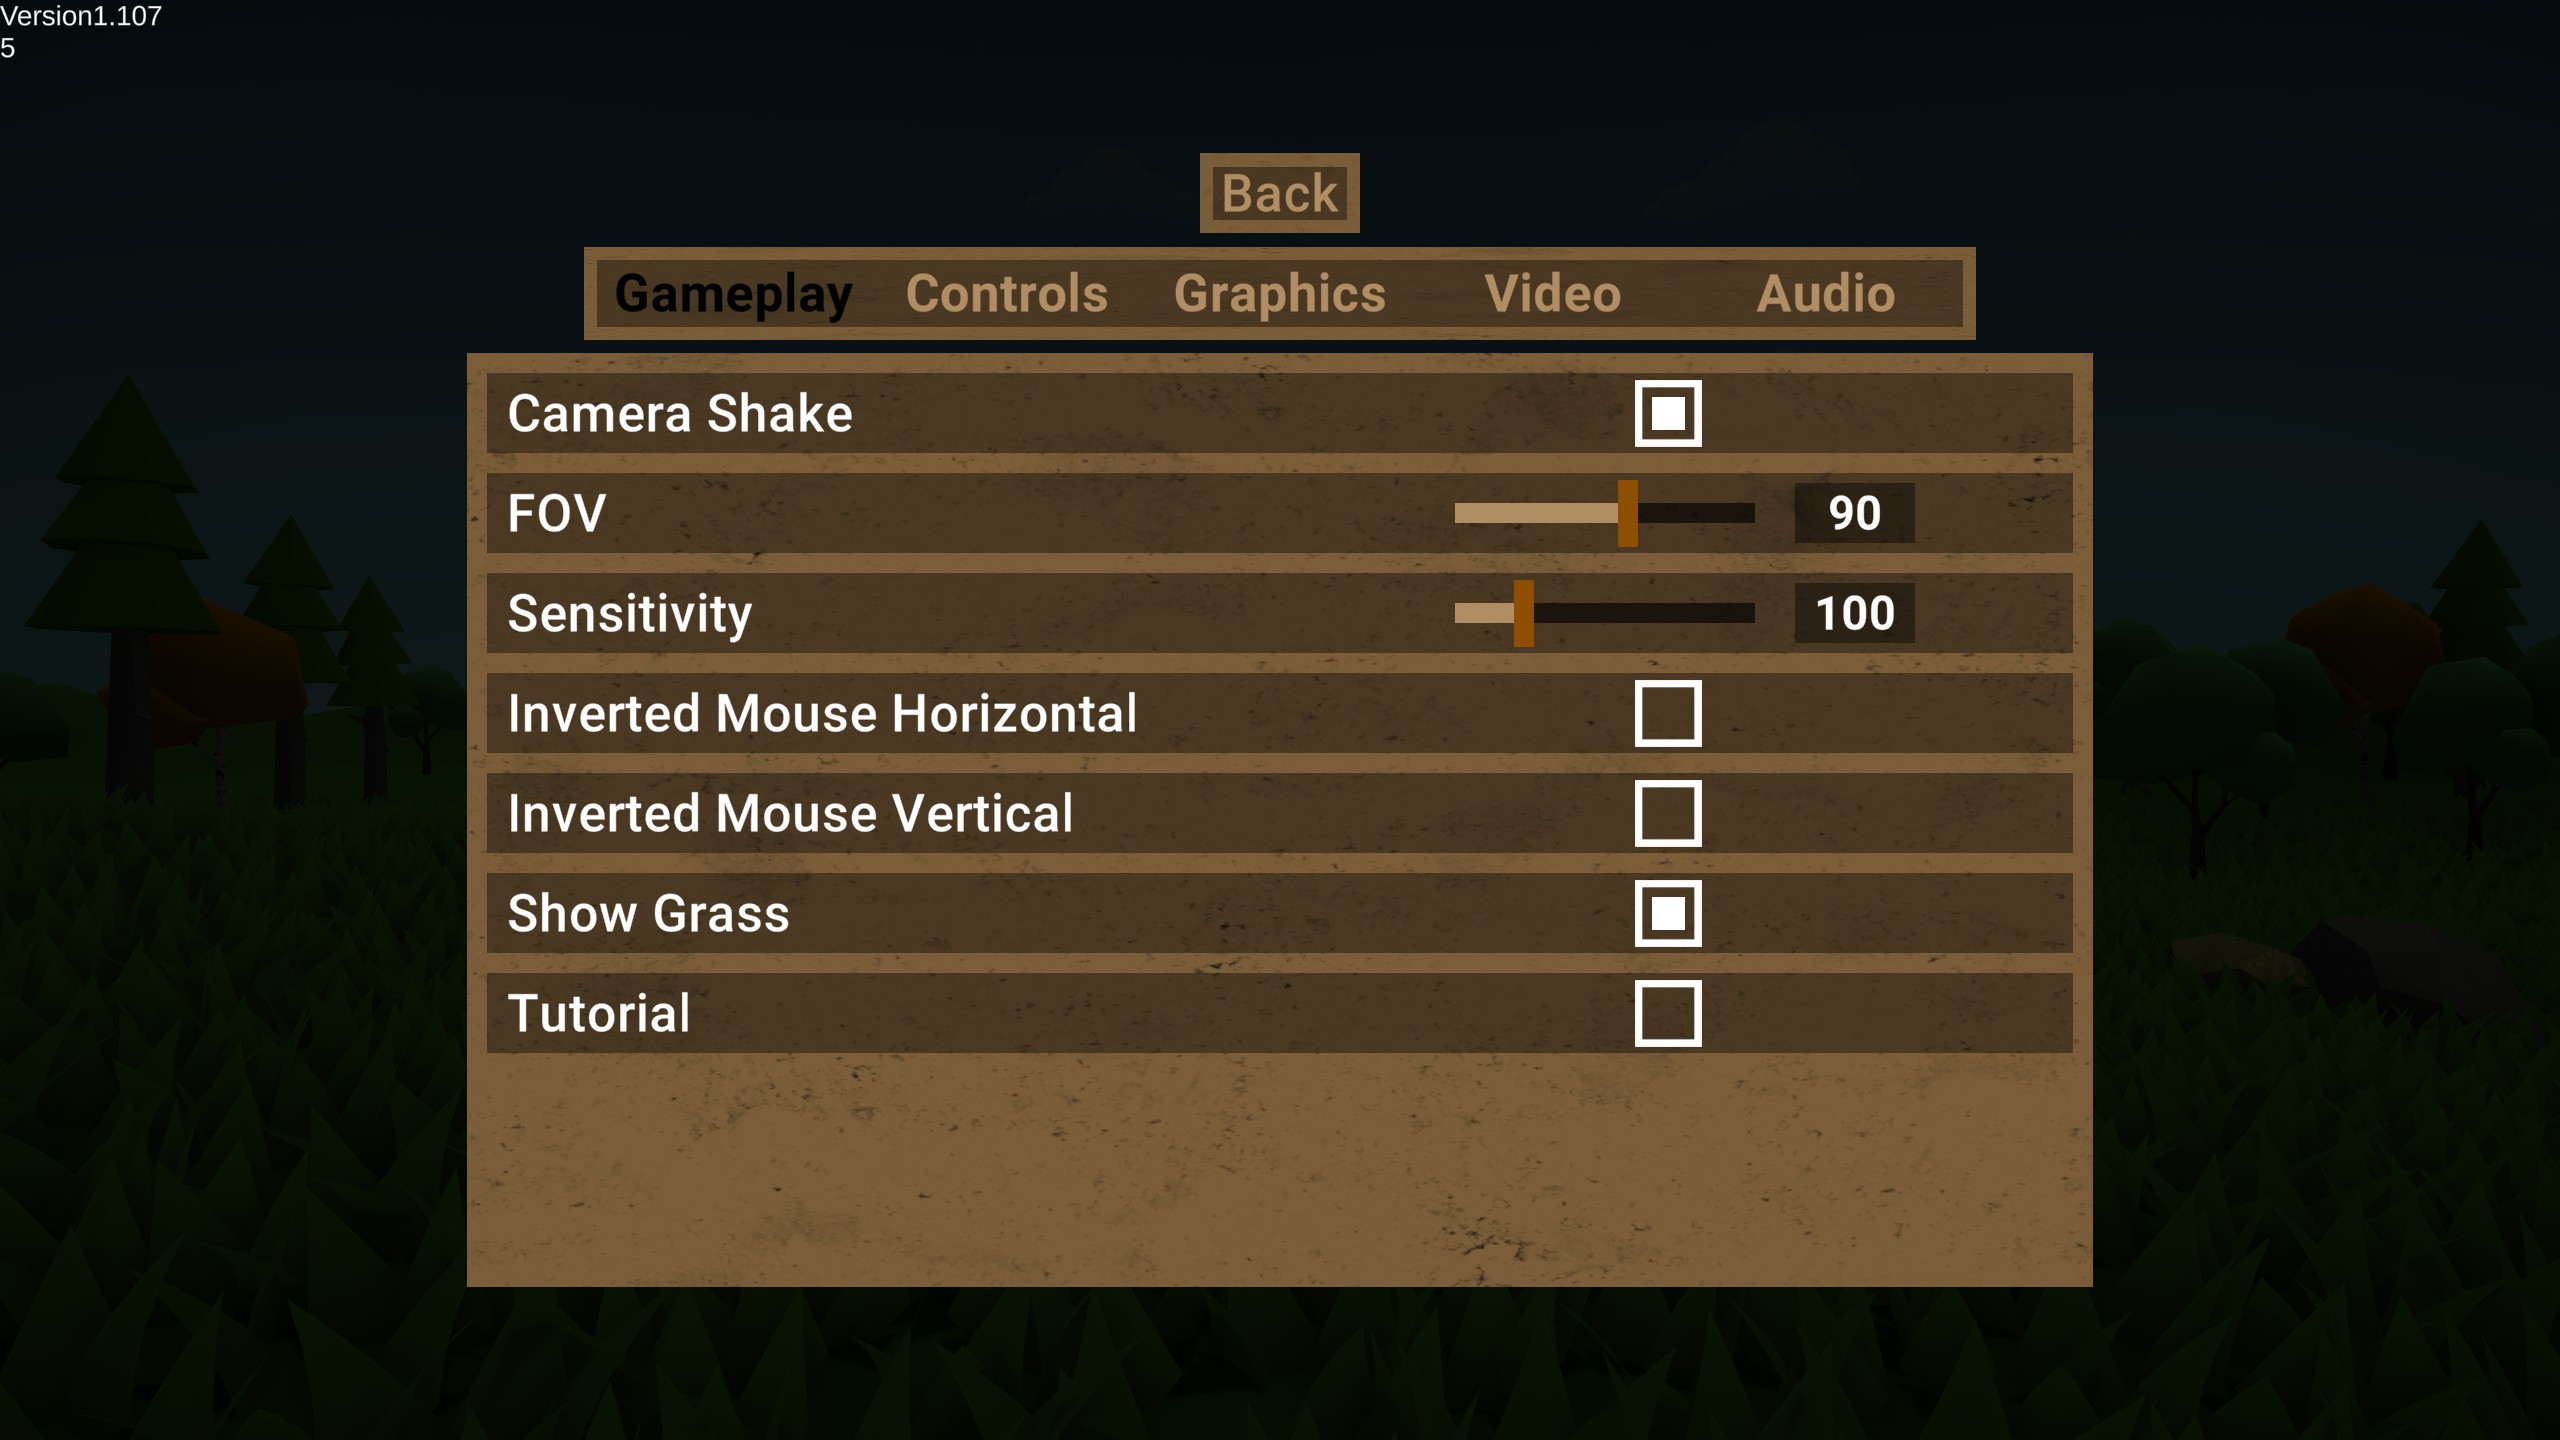 Version1.107
5
Back
Gameplay Controls Graphics Video Audio
Camera Shake
FOV 90
Sensitivity 100
Inverted Mouse Horizontal
Inverted Mouse Vertical
Show Grass
Tutorial